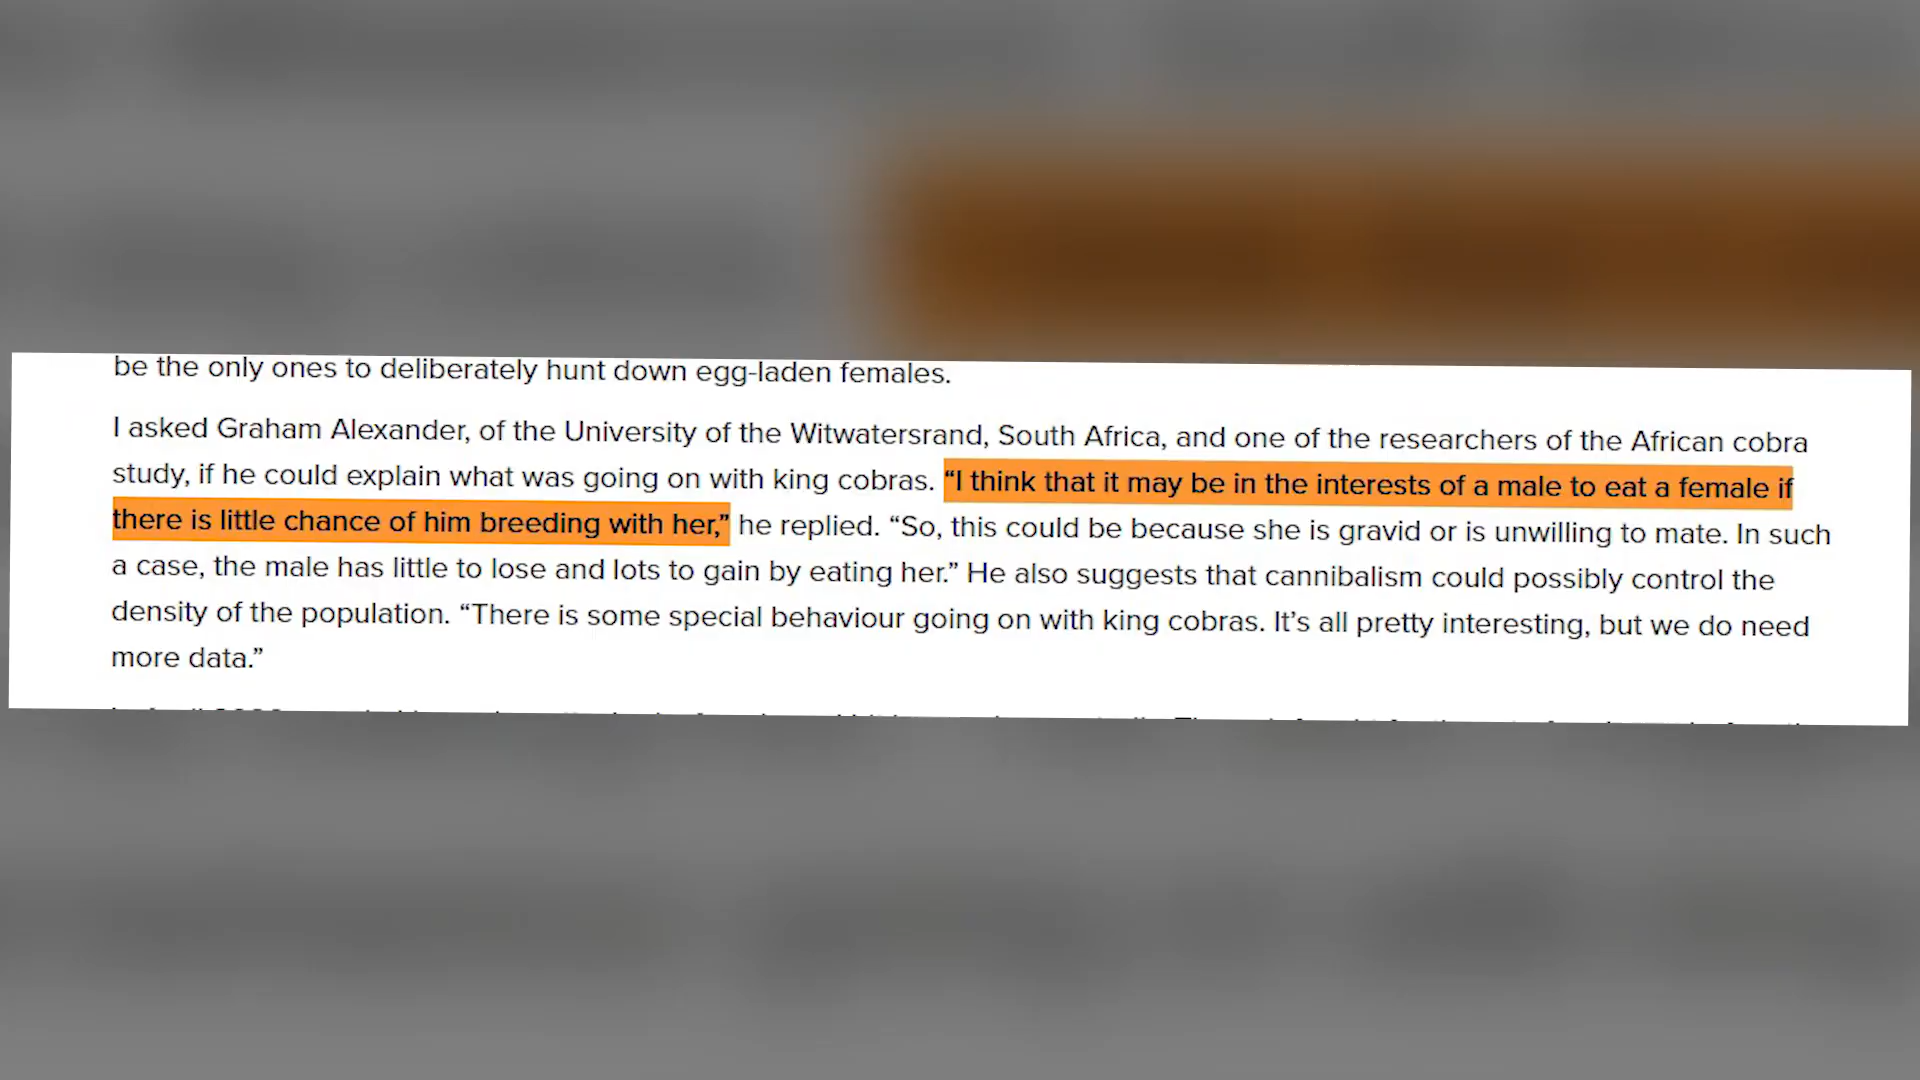 be the only ones to deliberately hunt down egg-laden females.
I asked Graham Alexander, of the University of the Witwatersrand, South Africa, and one of the researchers of the African cobra
study, if he could explain what was going on with king cobras. “I think that it may be in the interests of a male to eat a female if
there is little chance of him breeding with her,” he replied. “So, this could be because she is gravid or is unwilling to mate. In such
a case, the male has little to lose and lots to gain by eating her.” He also suggests that cannibalism could possibly control the
density of the population. “There is some special behaviour going on with king cobras. It’s all pretty interesting, but we do need
more data.”